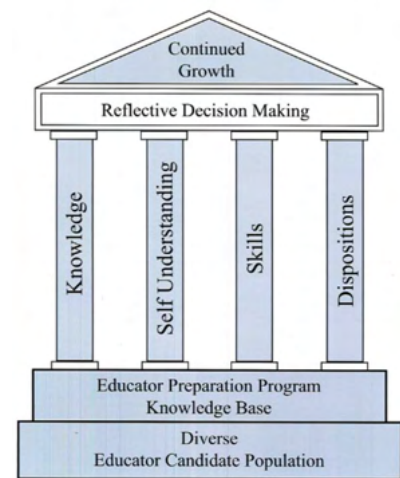 Continued
Growth
Reflective Decision Making
Knowledge
Self Understanding
Skills
Dispositions
Educator Preparation Program
Knowledge Base
Diverse
Educator Candidate Population